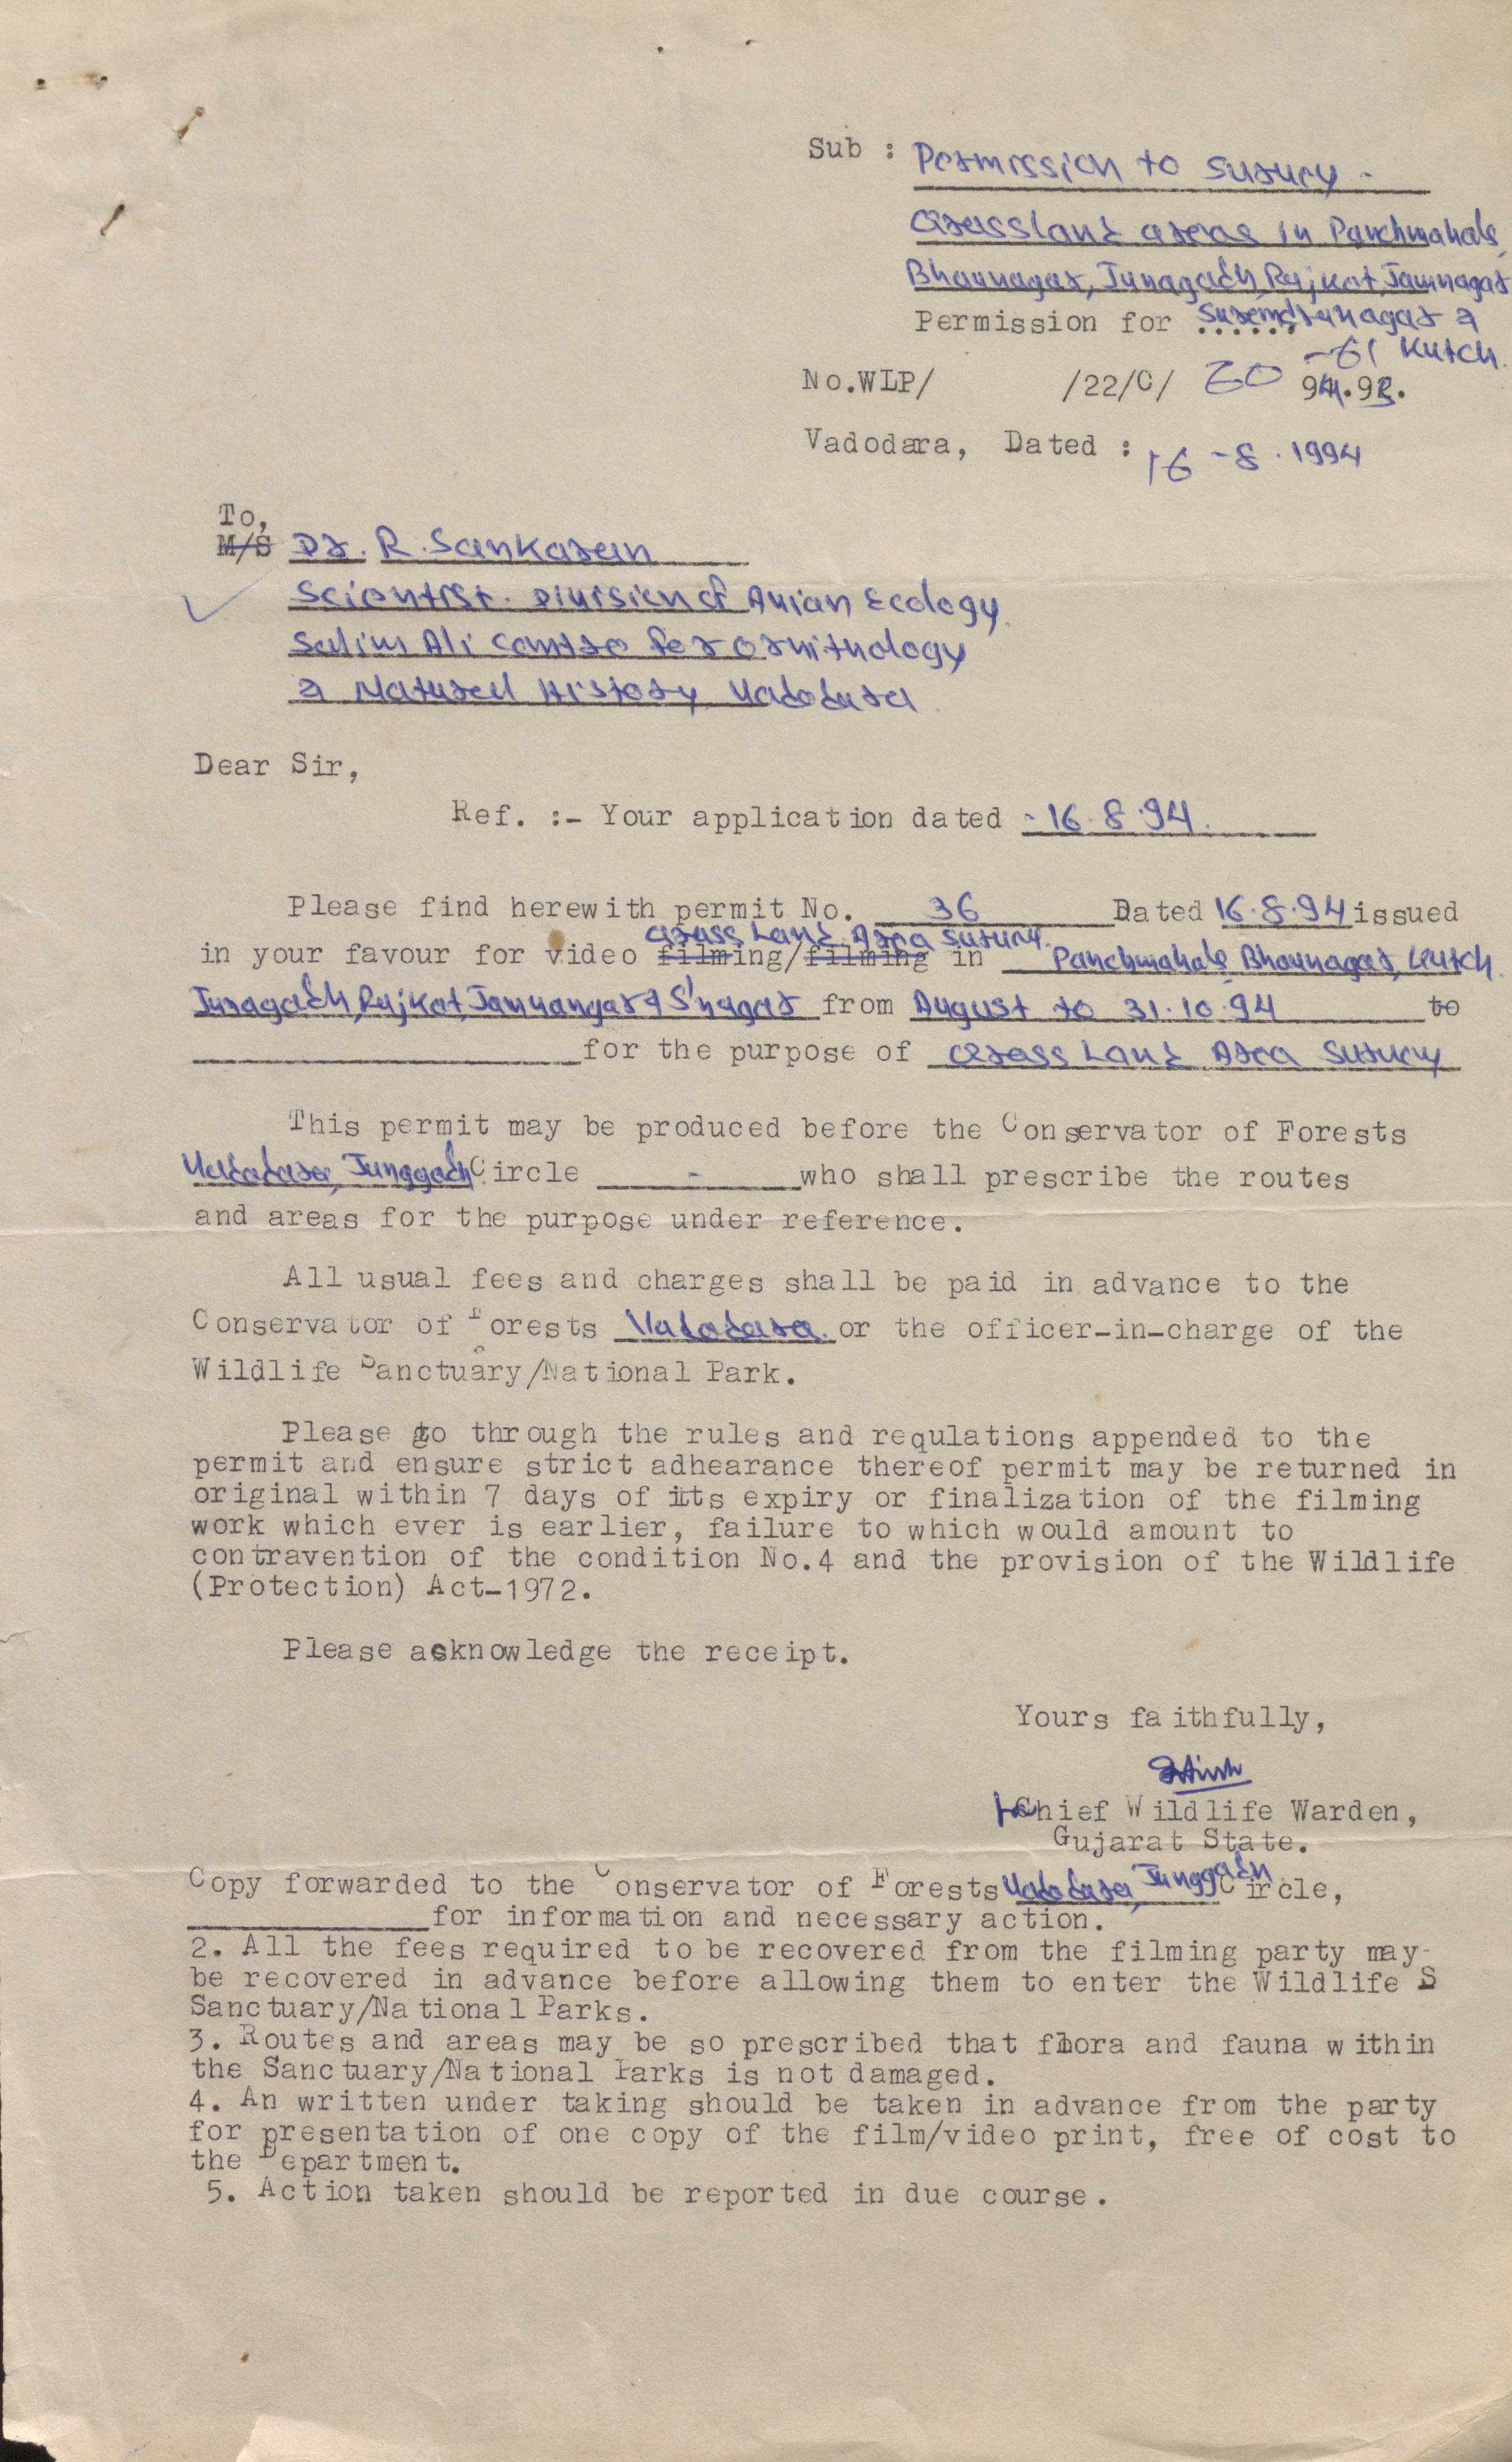 Sub : Permission to survey -
Grassland areas in Panchmahals,
Bhavnagar, Junagadh, Rajkot, Jamnagar
Permission for ...... Surendranagar &
Kutch.
No.WLP/ /22/C/ 60 -61 94.95.
Vadodara, Dated : 16-8.1994
To,
M/S Dr. R. Sankaran
Scientist. Division of Avian Ecology.
Salim Ali Centre for Ornithology
& Natural History, Vadodara.
Dear Sir,
Ref. :- Your application dated - 16.8.94.
Please find herewith permit No. 36 Dated 16.8.94 issued
Grass Land Area Survey.
in your favour for video filming/filming in Panchmahals, Bhavnagar, Kutch.
Junagadh, Rajkot, Jamnangar & S'nagar from August to 31.10.94 to
for the purpose of Grass Land Area Survey
This permit may be produced before the Conservator of Forests
Vadodara, Junggadh Circle - who shall prescribe the routes
and areas for the purpose under reference.
All usual fees and charges shall be paid in advance to the
Conservator of Forests Vadodara. or the officer-in-charge of the
Wildlife Sanctuary/National Park.
Please go through the rules and requlations appended to the
permit and ensure strict adhearance thereof permit may be returned in
original within 7 days of its expiry or finalization of the filming
work which ever is earlier, failure to which would amount to
contravention of the condition No.4 and the provision of the Wildlife
(Protection) Act-1972.
Please acknowledge the receipt.
Yours faithfully,
Chief Wildlife Warden,
Gujarat State.
Copy forwarded to the Conservator of Forests Vadodara, Junggadh Circle,
for information and necessary action.
2. All the fees required to be recovered from the filming party may-
be recovered in advance before allowing them to enter the Wildlife S
Sanctuary/National Parks.
3. Routes and areas may be so prescribed that flora and fauna within
the Sanctuary/National Parks is not damaged.
4. An written under taking should be taken in advance from the party
for presentation of one copy of the film/video print, free of cost to
the Department.
5. Action taken should be reported in due course.